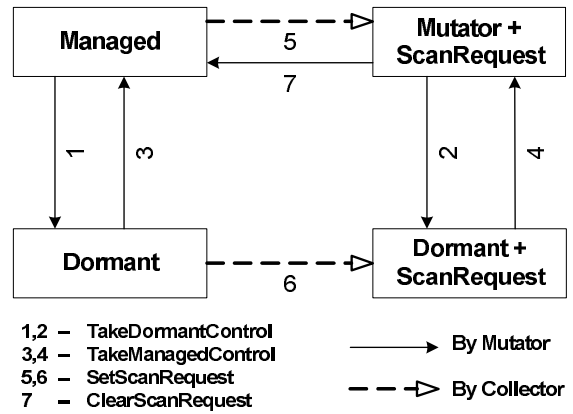 Managed
5
Mutator +
ScanRequest
7
1
3
2
4
Dormant
6
Dormant +
ScanRequest
1,2 – TakeDormantControl
3,4 – TakeManagedControl
5,6 – SetScanRequest
7 – ClearScanRequest
By Mutator
By Collector